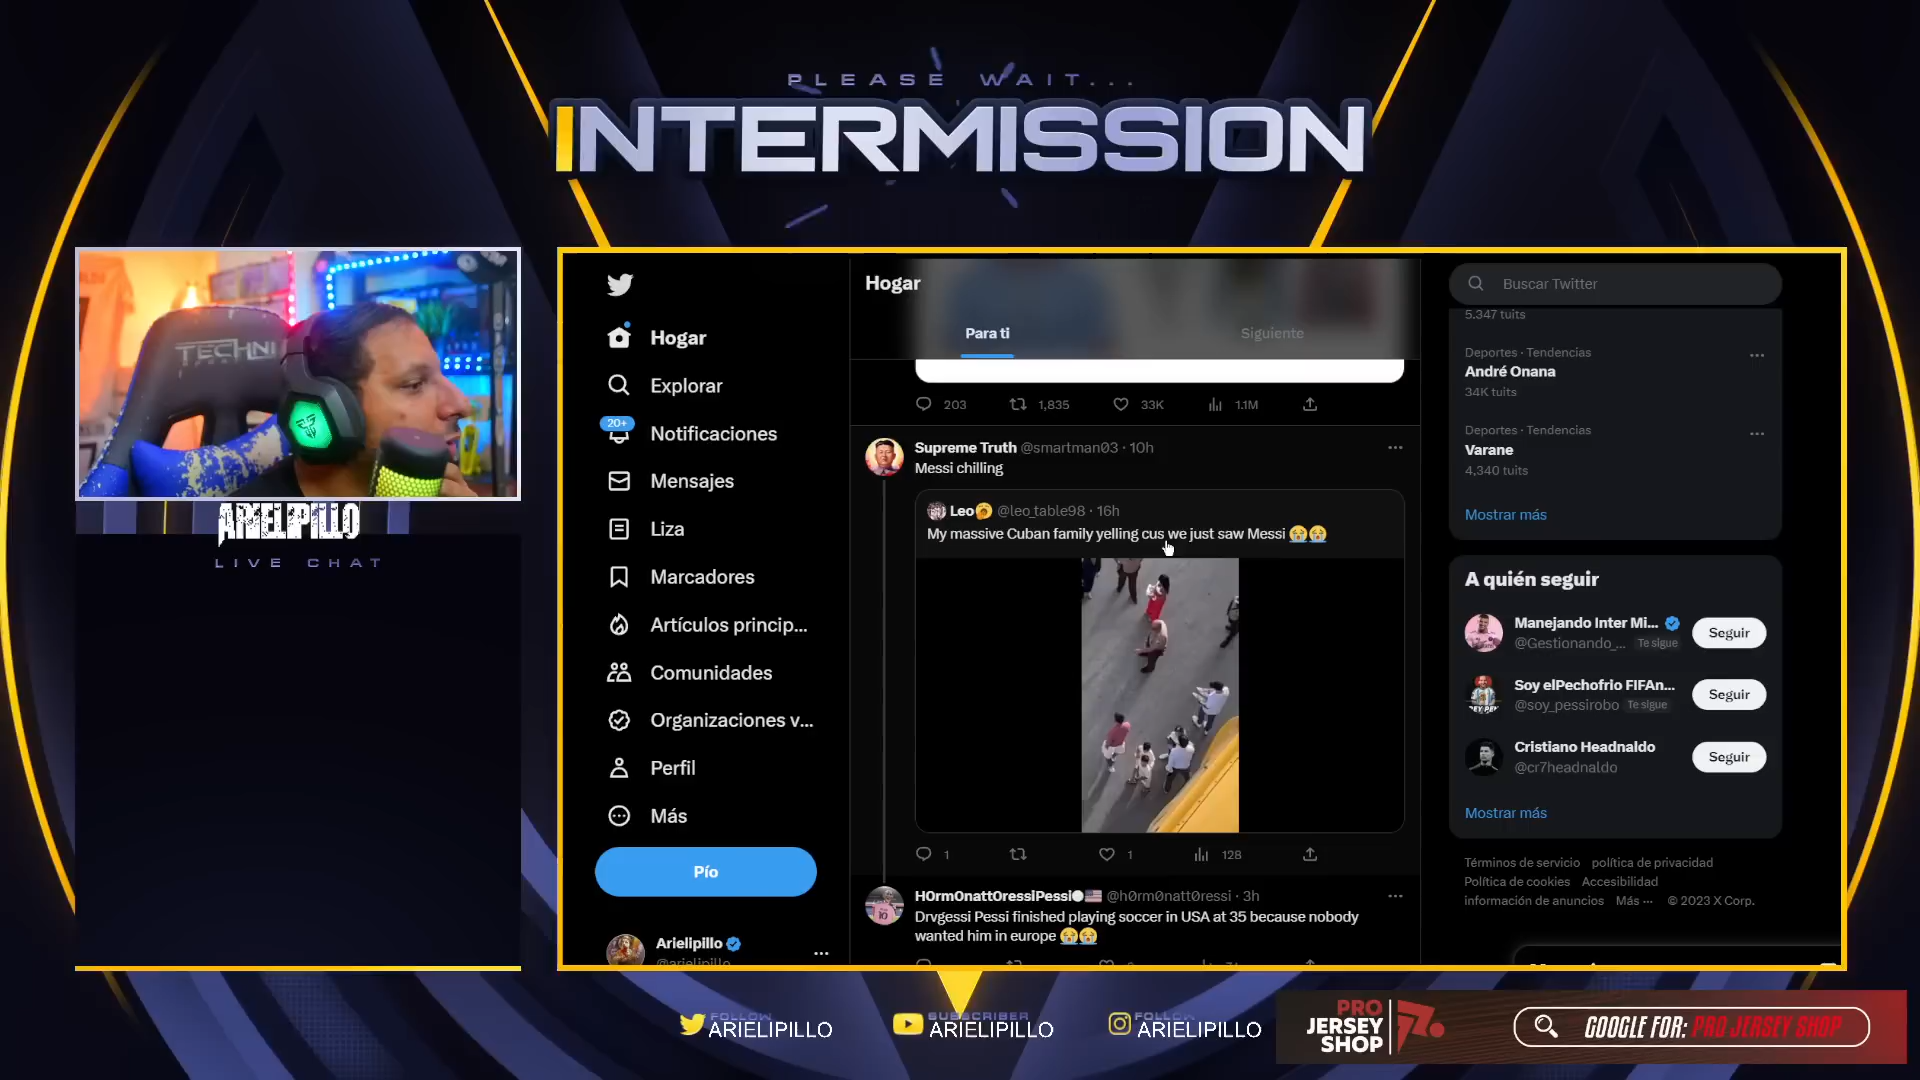 PLEASE WAIT...
INTERMISSION
TECHNI
ARIELIPILLO
LIVE CHAT
Hogar
Explorar
20+
Notificaciones
Mensajes
Liza
Marcadores
Artículos princip...
Comunidades
Organizaciones v...
Perfil
Más
Pío
Arielipillo
@arielipillo
Hogar
Para ti
Siguiente
203
1,835
33K
1.1M
Supreme Truth @smartman03 · 10h
Messi chilling
Leo @leo_table98 · 16h
My massive Cuban family yelling cus we just saw Messi 😭😭
1
1
128
H0rm0natt0ressiPessi @h0rm0natt0ressi · 3h
Drvgessi Pessi finished playing soccer in USA at 35 because nobody
wanted him in europe 😭😭
Buscar Twitter
5.347 tuits
Deportes · Tendencias
André Onana
34K tuits
Deportes · Tendencias
Varane
4,340 tuits
Mostrar más
A quién seguir
Manejando Inter Mi...
@Gestionando_... Te sigue
Seguir
Soy elPechofrio FIFAn...
@soy_pessirobo Te sigue
Seguir
Cristiano Headnaldo
@cr7headnaldo
Seguir
Mostrar más
Términos de servicio política de privacidad
Política de cookies Accesibilidad
información de anuncios Más ··· © 2023 X Corp.
FOLLOW
ARIELIPILLO
SUBSCRIBER
ARIELIPILLO
FOLLOW
ARIELIPILLO
PRO
JERSEY
SHOP
GOOGLE FOR: PRO JERSEY SHOP